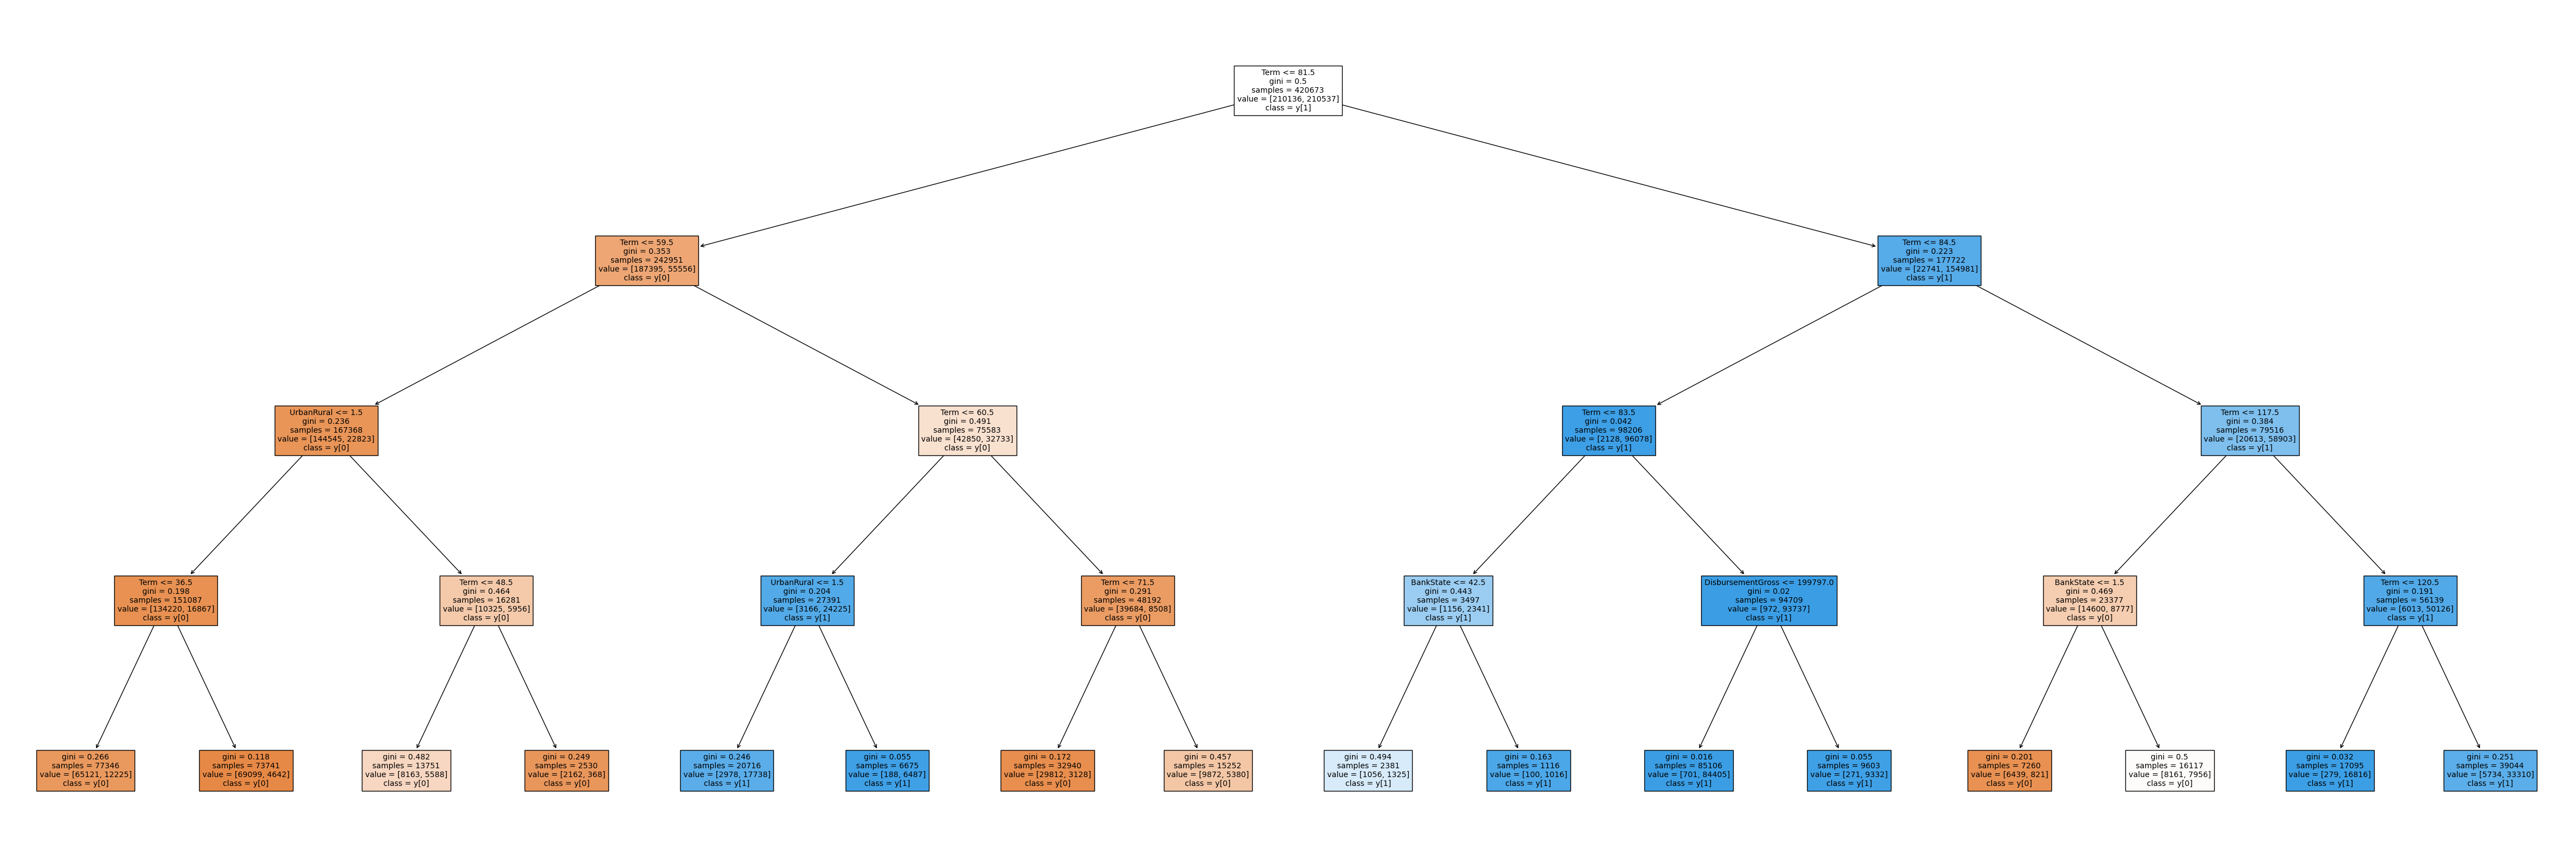 Term <= 81.5
gini = 0.5
samples = 420673
value = [210136, 210537]
class = y[1]
Term <= 59.5
gini = 0.353
samples = 242951
value = [187395, 55556]
class = y[0]
Term <= 84.5
gini = 0.223
samples = 177722
value = [22741, 154981]
class = y[1]
UrbanRural <= 1.5
gini = 0.236
samples = 167368
value = [144545, 22823]
class = y[0]
Term <= 60.5
gini = 0.491
samples = 75583
value = [42850, 32733]
class = y[0]
Term <= 83.5
gini = 0.042
samples = 98206
value = [2128, 96078]
class = y[1]
Term <= 117.5
gini = 0.384
samples = 79516
value = [20613, 58903]
class = y[1]
Term <= 36.5
gini = 0.198
samples = 151087
value = [134220, 16867]
class = y[0]
Term <= 48.5
gini = 0.464
samples = 16281
value = [10325, 5956]
class = y[0]
UrbanRural <= 1.5
gini = 0.204
samples = 27391
value = [3166, 24225]
class = y[1]
Term <= 71.5
gini = 0.291
samples = 48192
value = [39684, 8508]
class = y[0]
BankState <= 42.5
gini = 0.443
samples = 3497
value = [1156, 2341]
class = y[1]
DisbursementGross <= 199797.0
gini = 0.02
samples = 94709
value = [972, 93737]
class = y[1]
BankState <= 1.5
gini = 0.469
samples = 23377
value = [14600, 8777]
class = y[0]
Term <= 120.5
gini = 0.191
samples = 56139
value = [6013, 50126]
class = y[1]
gini = 0.266
samples = 77346
value = [65121, 12225]
class = y[0]
gini = 0.118
samples = 73741
value = [69099, 4642]
class = y[0]
gini = 0.482
samples = 13751
value = [8163, 5588]
class = y[0]
gini = 0.249
samples = 2530
value = [2162, 368]
class = y[0]
gini = 0.246
samples = 20716
value = [2978, 17738]
class = y[1]
gini = 0.055
samples = 6675
value = [188, 6487]
class = y[1]
gini = 0.172
samples = 32940
value = [29812, 3128]
class = y[0]
gini = 0.457
samples = 15252
value = [9872, 5380]
class = y[0]
gini = 0.494
samples = 2381
value = [1056, 1325]
class = y[1]
gini = 0.163
samples = 1116
value = [100, 1016]
class = y[1]
gini = 0.016
samples = 85106
value = [701, 84405]
class = y[1]
gini = 0.055
samples = 9603
value = [271, 9332]
class = y[1]
gini = 0.201
samples = 7260
value = [6439, 821]
class = y[0]
gini = 0.5
samples = 16117
value = [8161, 7956]
class = y[0]
gini = 0.032
samples = 17095
value = [279, 16816]
class = y[1]
gini = 0.251
samples = 39044
value = [5734, 33310]
class = y[1]